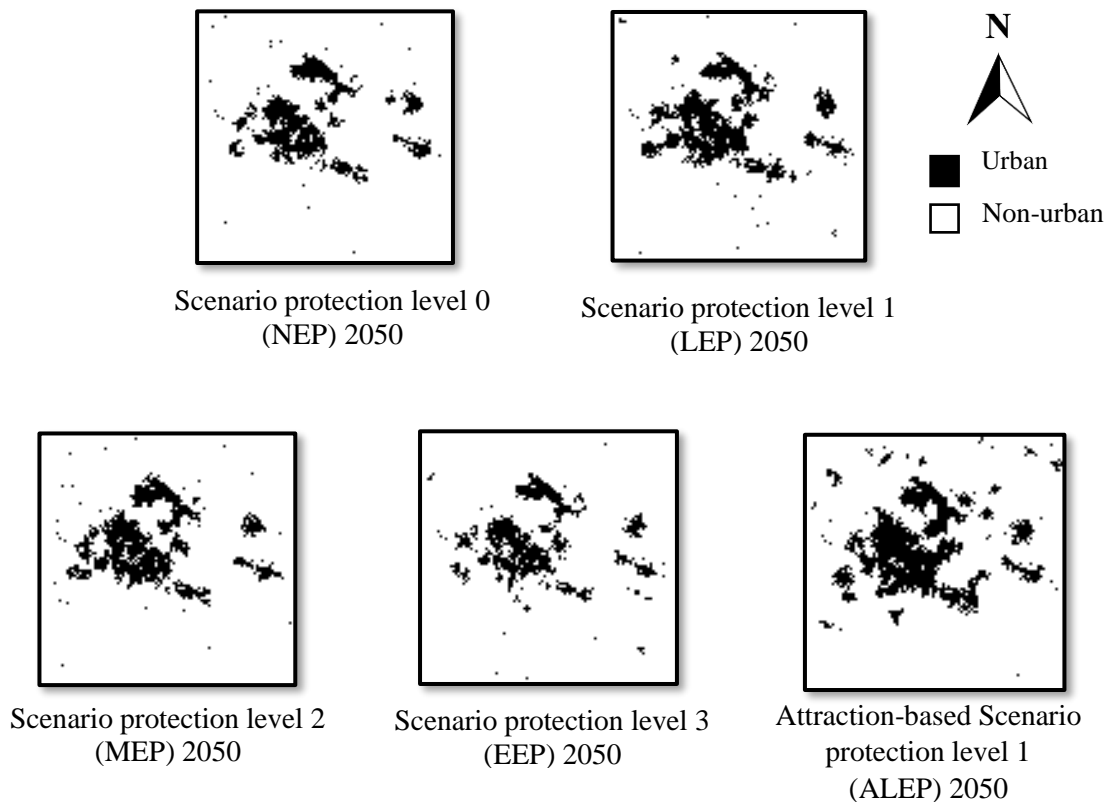 N
Urban
Non-urban
Scenario protection level 0
(NEP) 2050
Scenario protection level 1
(LEP) 2050
Scenario protection level 2
(MEP) 2050
Scenario protection level 3
(EEP) 2050
Attraction-based Scenario
protection level 1
(ALEP) 2050